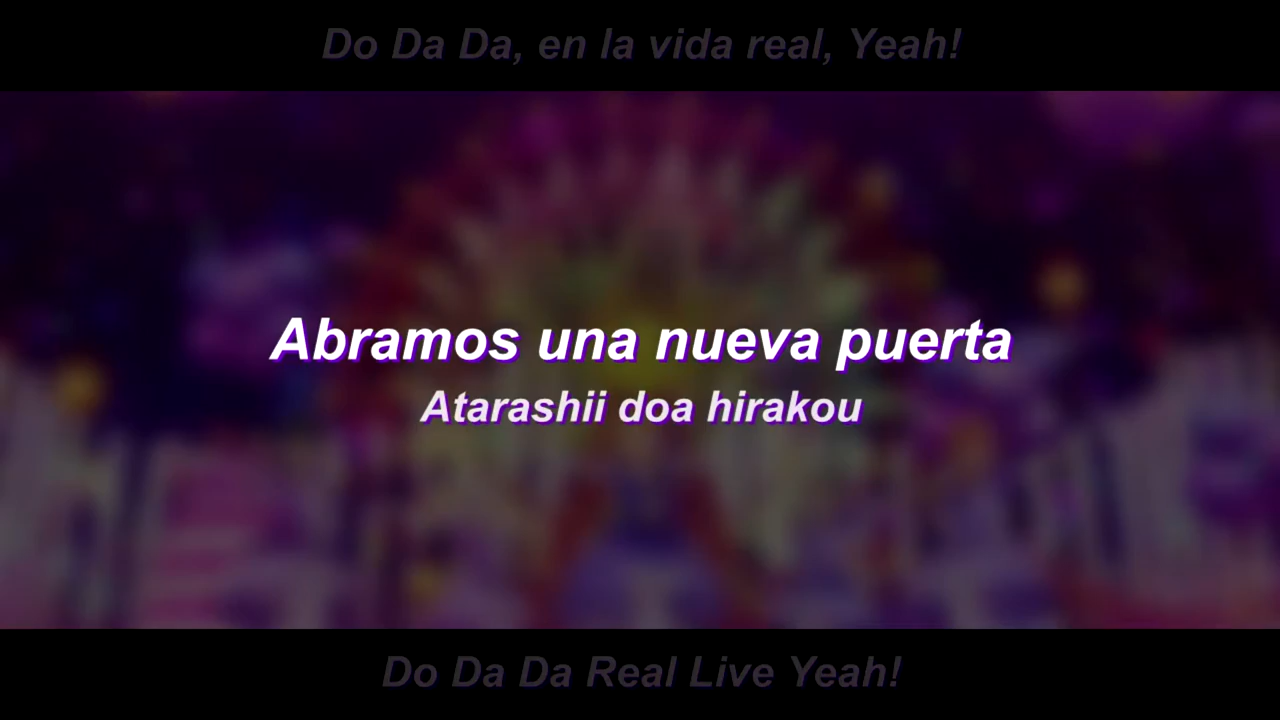 Do Da Da, en la vida real, Yeah!
Abramos una nueva puerta
Atarashii doa hirakou
Do Da Da Real Live Yeah!